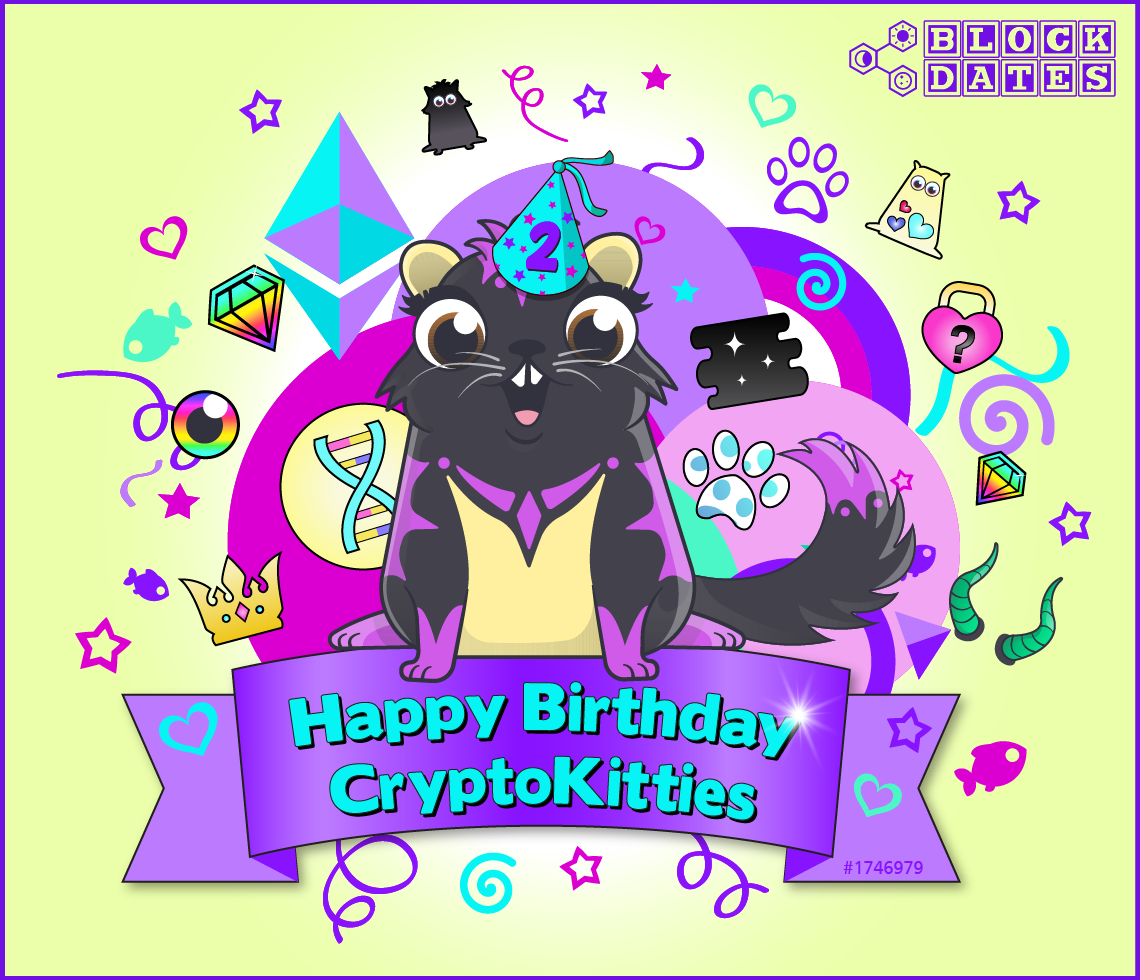 BLOCK
DATES
2
?
Happy Birthday
CryptoKitties
#1746979